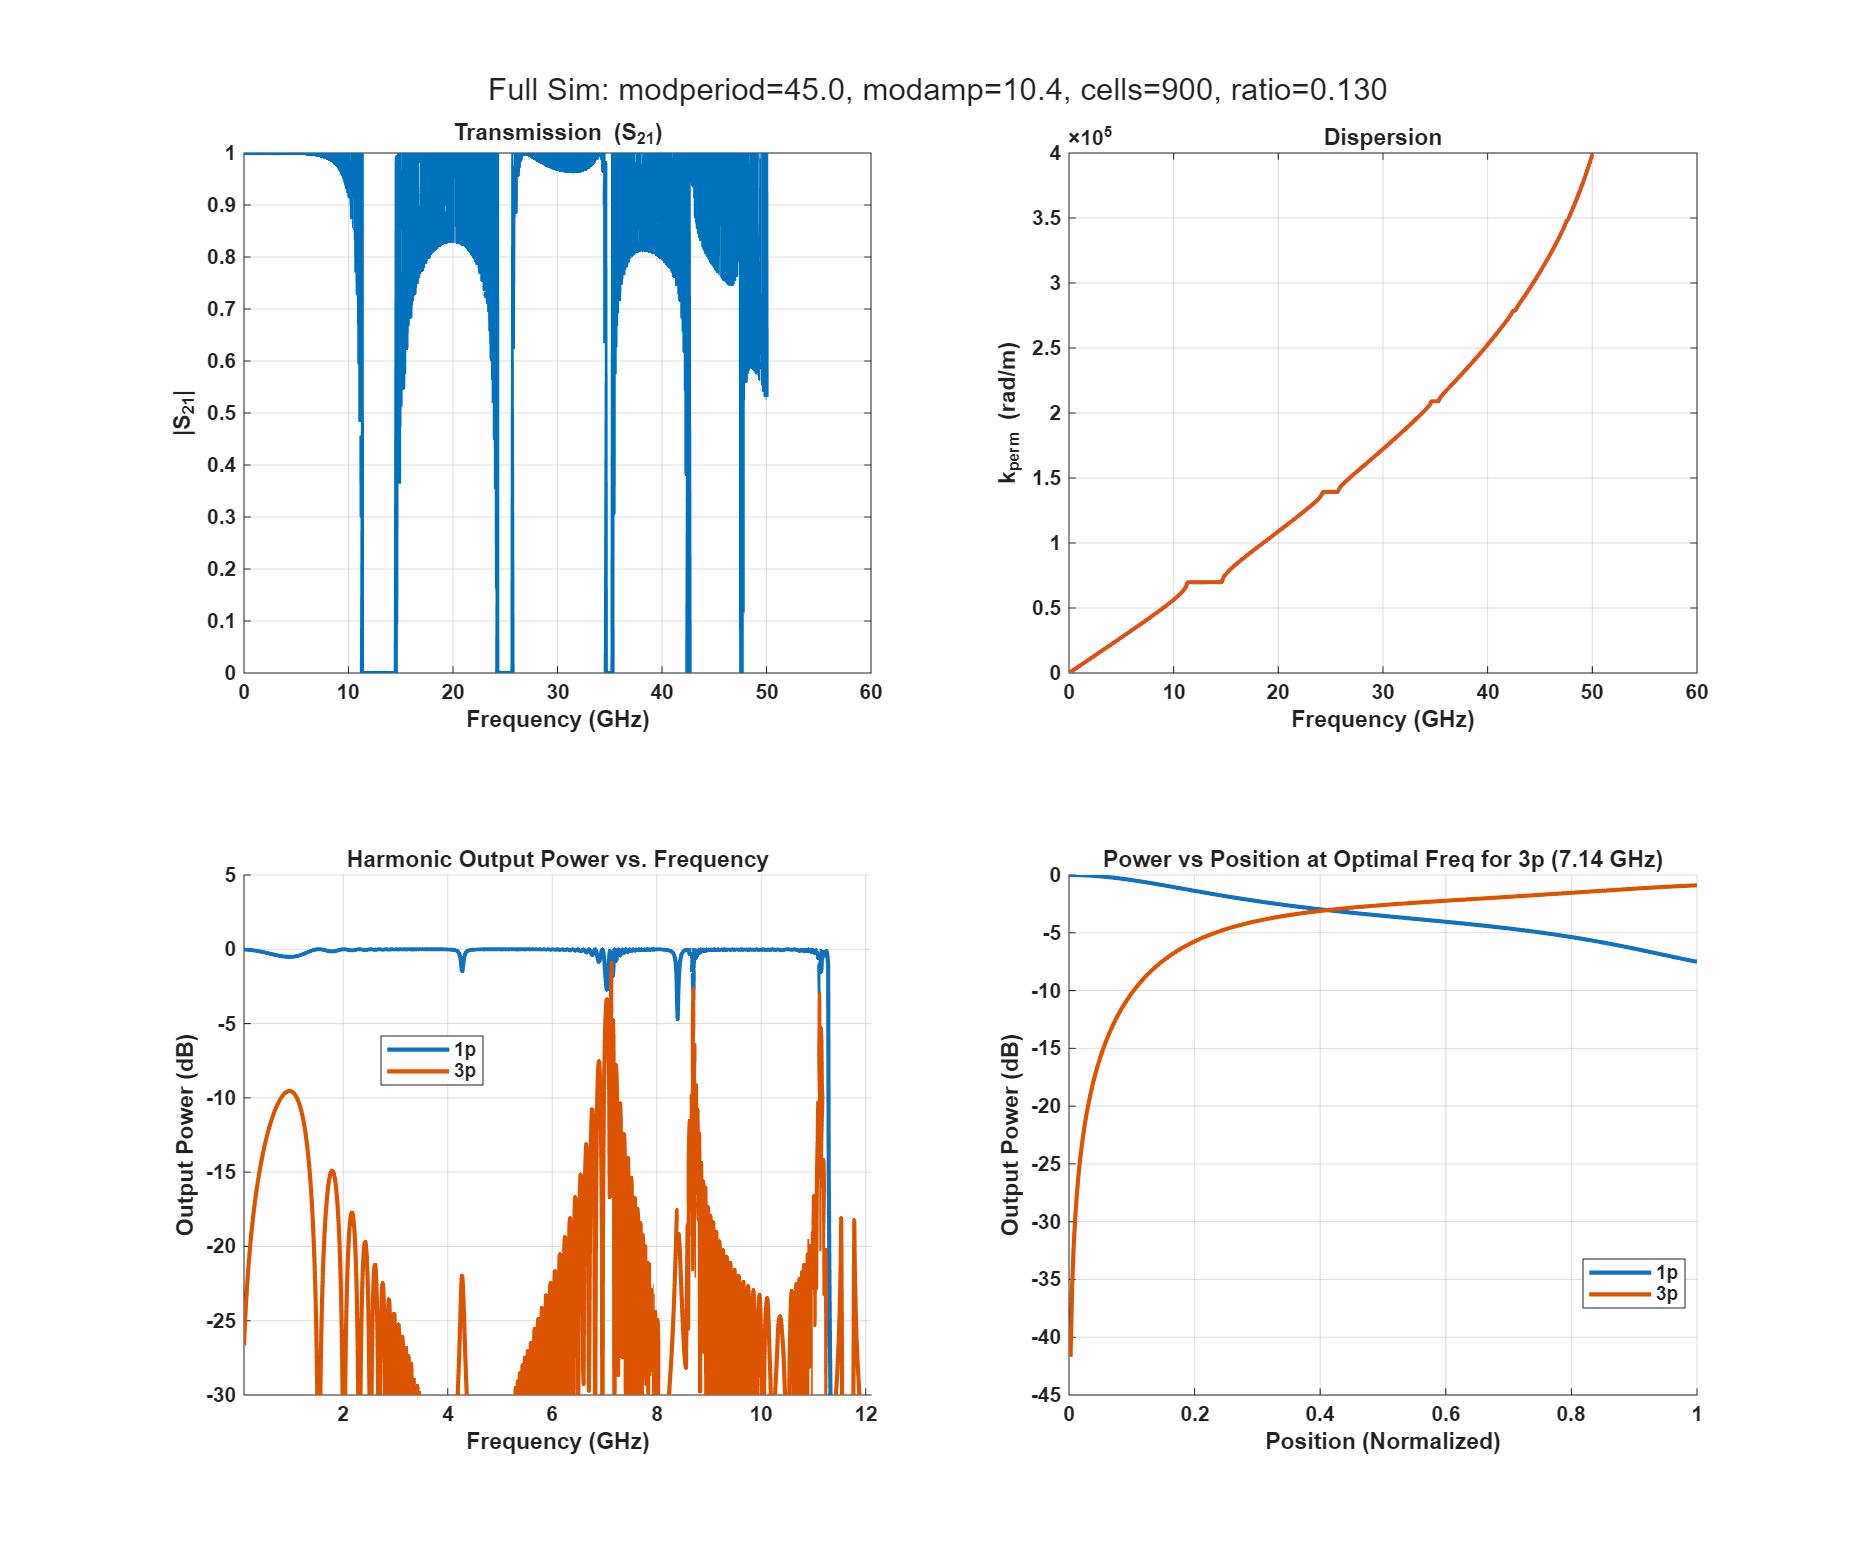 Full Sim: modperiod=45.0, modamp=10.4, cells=900, ratio=0.130
Transmission (S21)
1
0.9
0.8
0.7
0.6
0.5
0.4
0.3
0.2
0.1
0
|S21|
0 10 20 30 40 50 60
Frequency (GHz)
×10^5
Dispersion
4
3.5
3
2.5
2
1.5
1
0.5
0
kperm (rad/m)
0 10 20 30 40 50 60
Frequency (GHz)
Harmonic Output Power vs. Frequency
5
0
-5
-10
-15
-20
-25
-30
Output Power (dB)
1p
3p
2 4 6 8 10 12
Frequency (GHz)
Power vs Position at Optimal Freq for 3p (7.14 GHz)
0
-5
-10
-15
-20
-25
-30
-35
-40
-45
Output Power (dB)
1p
3p
0 0.2 0.4 0.6 0.8 1
Position (Normalized)